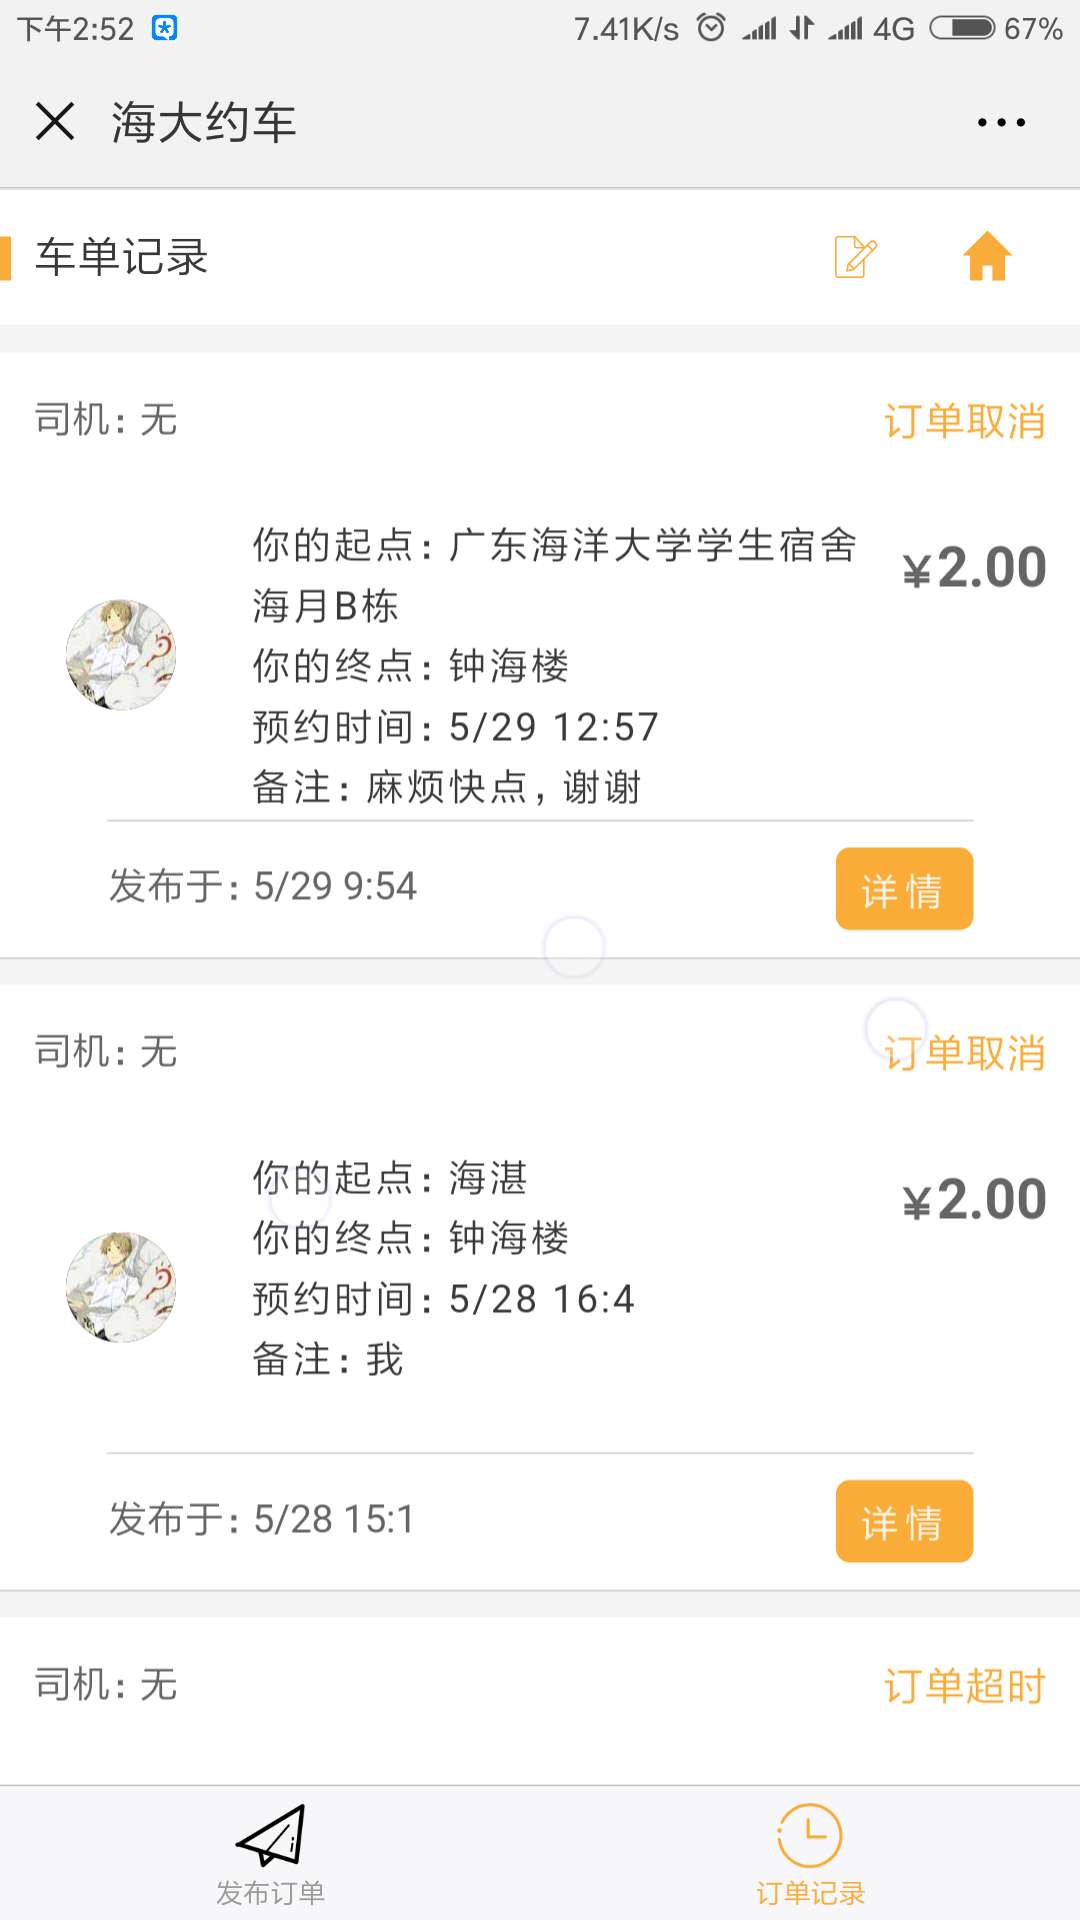 下午2:52 7.41K/s 4G 67%
海大约车
车单记录
司机: 无 订单取消
你的起点: 广东海洋大学学生宿舍
海月B栋
¥2.00
你的终点: 钟海楼
预约时间: 5/29 12:57
备注: 麻烦快点, 谢谢
发布于: 5/29 9:54 详情
司机: 无 订单取消
你的起点: 海湛
¥2.00
你的终点: 钟海楼
预约时间: 5/28 16:4
备注: 我
发布于: 5/28 15:1 详情
司机: 无 订单超时
发布订单 订单记录